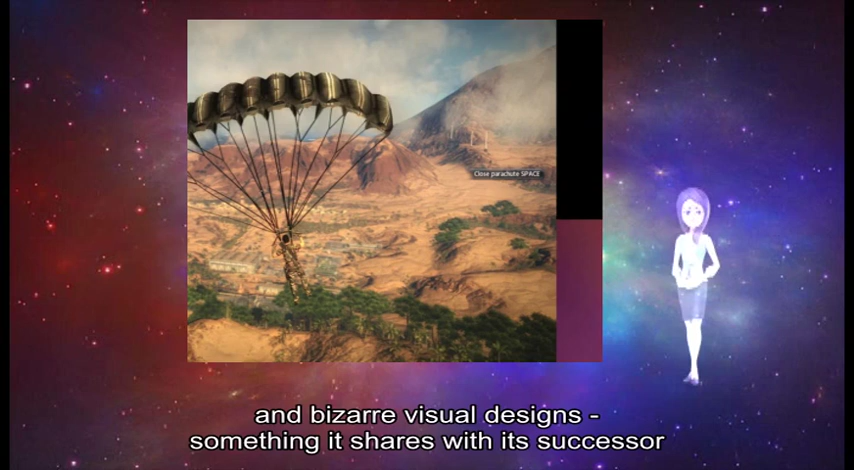 Close parachute SPACE
and bizarre visual designs -
something it shares with its successor